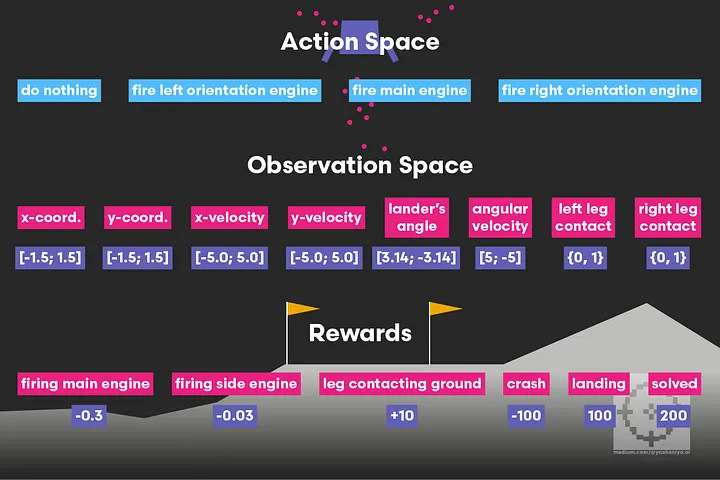 Action Space
do nothing fire left orientation engine fire main engine fire right orientation engine
Observation Space
x-coord. y-coord. x-velocity y-velocity lander's angle angular velocity left leg contact right leg contact
[-1.5; 1.5] [-1.5; 1.5] [-5.0; 5.0] [-5.0; 5.0] [3.14; -3.14] [5; -5] {0, 1} {0, 1}
Rewards
firing main engine firing side engine leg contacting ground crash landing solved
-0.3 -0.03 +10 -100 100 200